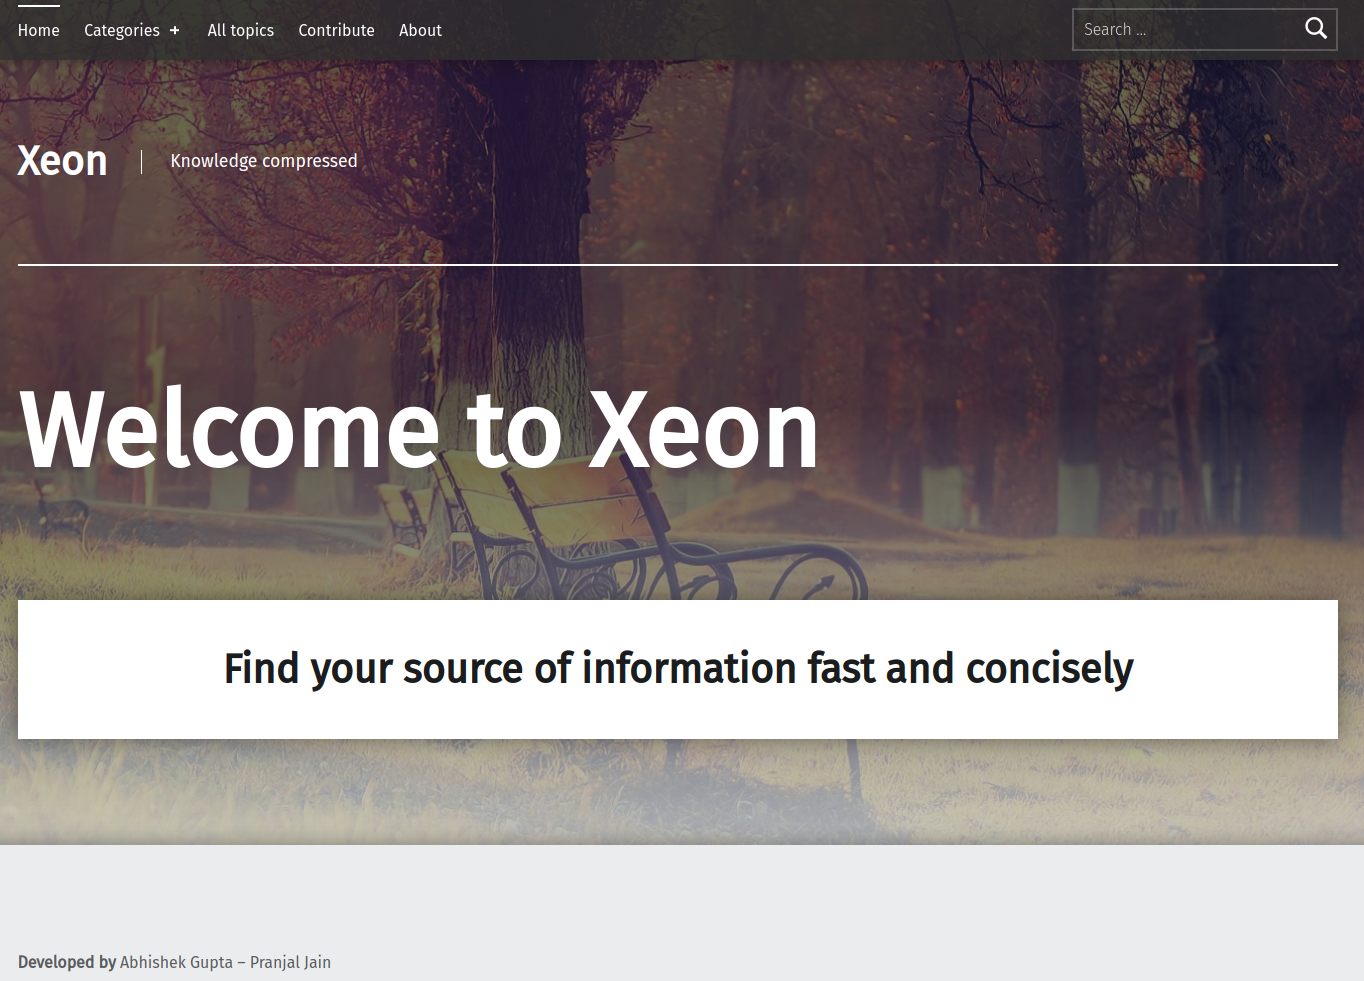 Home Categories + All topics Contribute About Search ...
Xeon Knowledge compressed
Welcome to Xeon
Find your source of information fast and concisely
Developed by Abhishek Gupta – Pranjal Jain